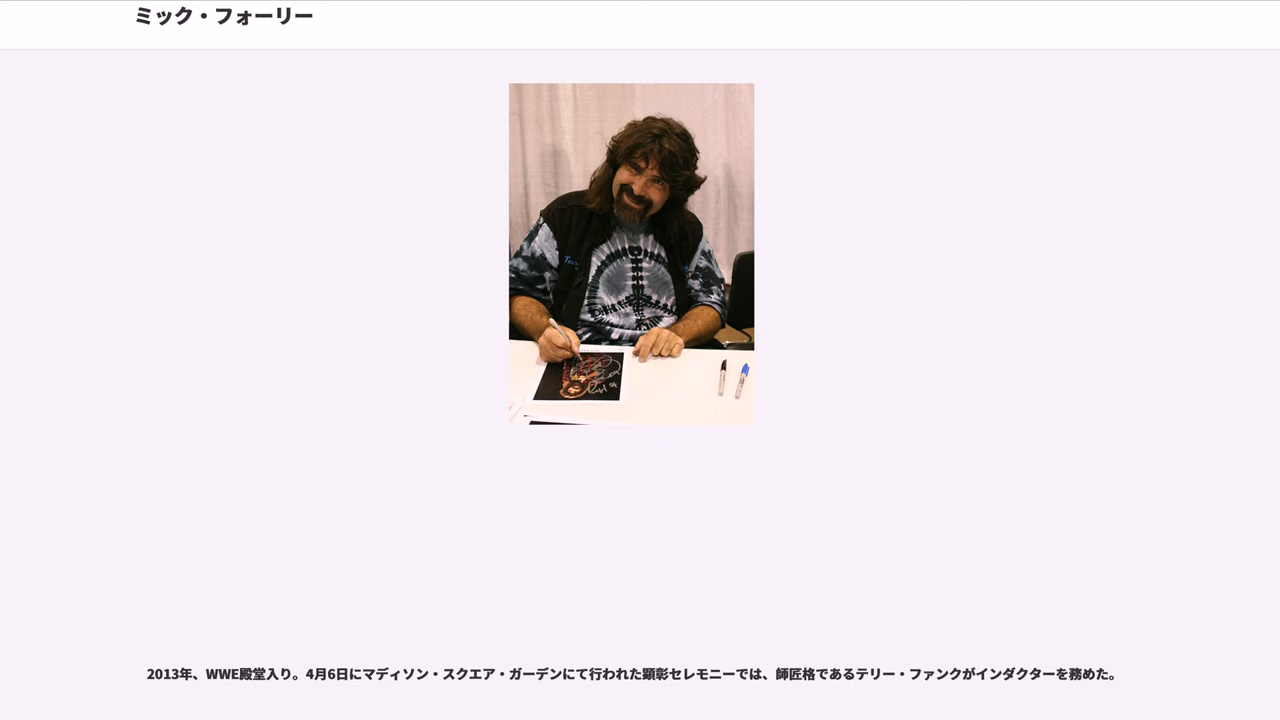 ミック・フォーリー
2013年、WWE殿堂入り。4月6日にマディソン・スクエア・ガーデンにて行われた顕彰セレモニーでは、師匠格であるテリー・ファンクがインダクターを務めた。